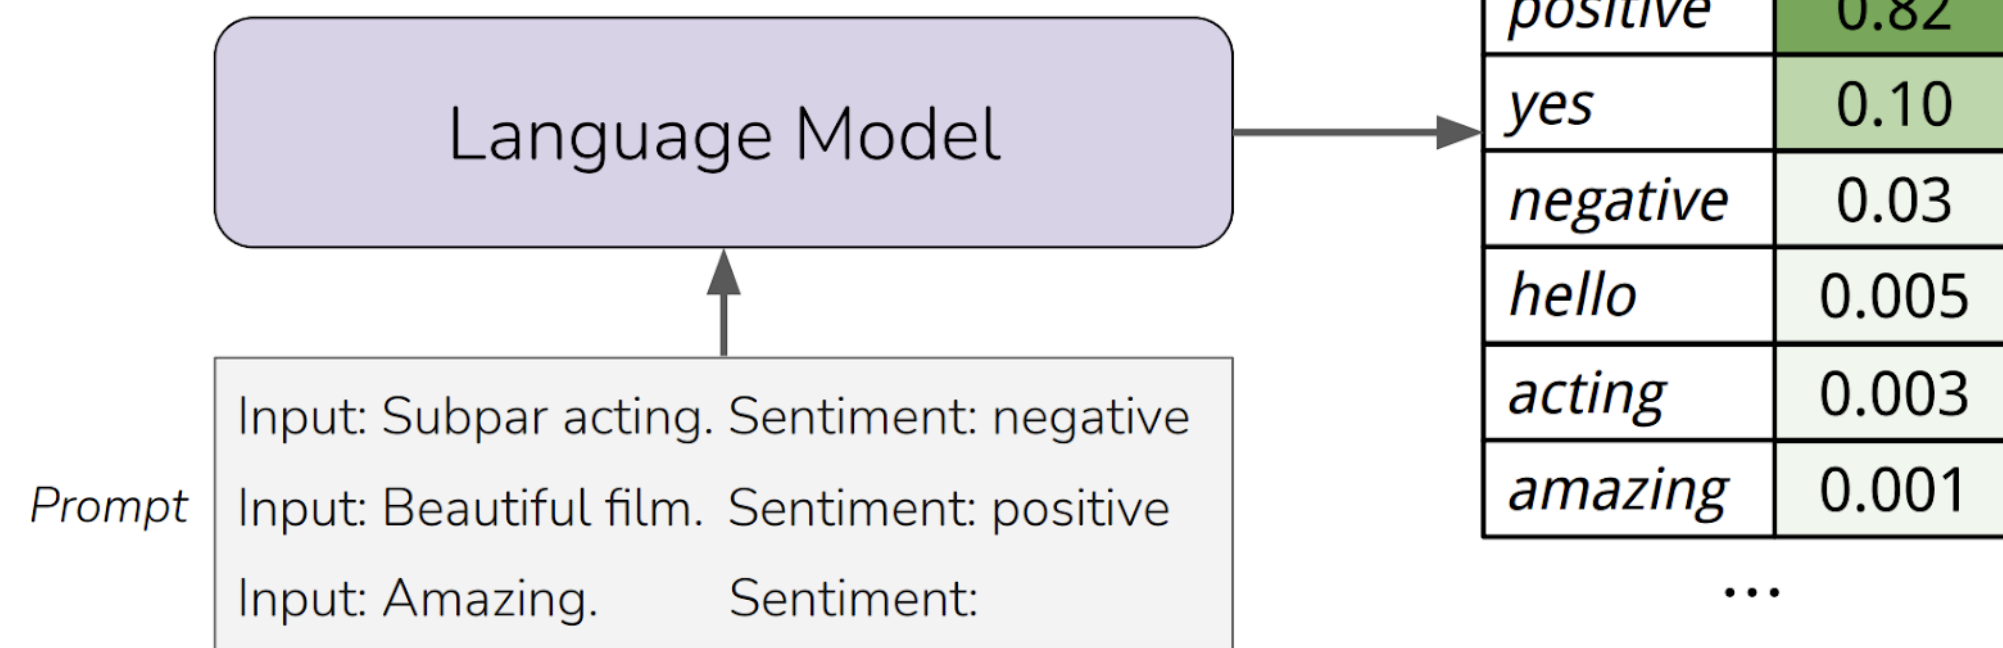 Language Model
Prompt
Input: Subpar acting. Sentiment: negative
Input: Beautiful film. Sentiment: positive
Input: Amazing. Sentiment:
positive 0.82
yes 0.10
negative 0.03
hello 0.005
acting 0.003
amazing 0.001
...